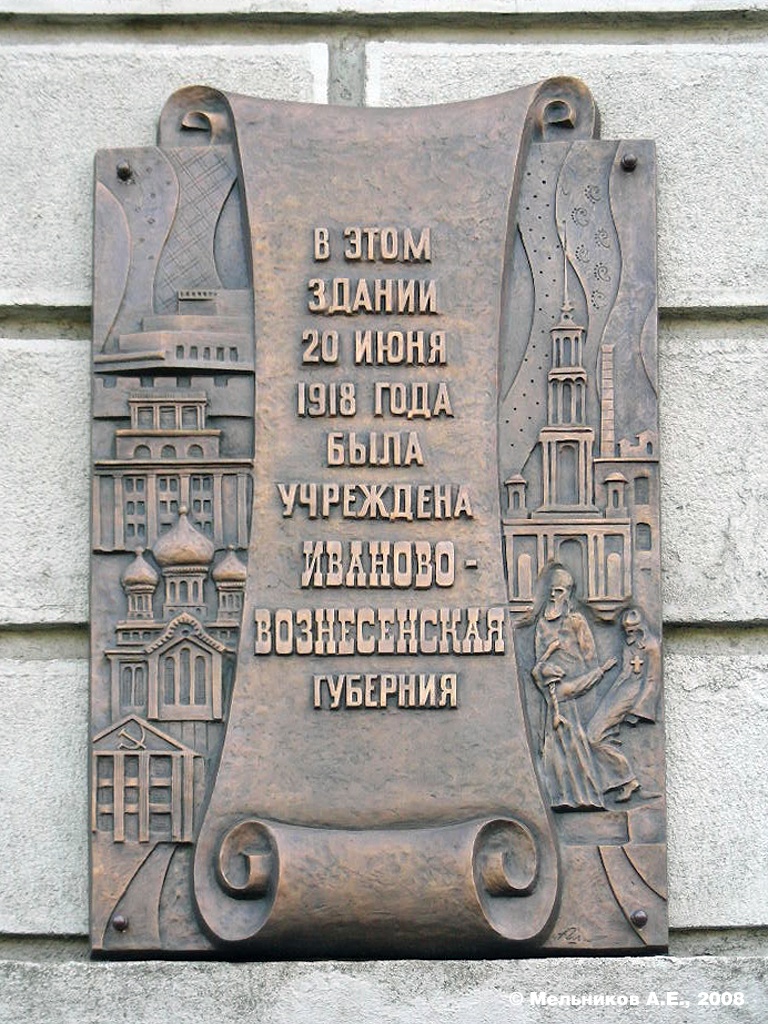 В ЭТОМ
ЗДАНИИ
20 ИЮНЯ
1918 ГОДА
БЫЛА
УЧРЕЖДЕНА
ИВАНОВО-
ВОЗНЕСЕНСКАЯ
ГУБЕРНИЯ
© Мельников А.Е., 2008